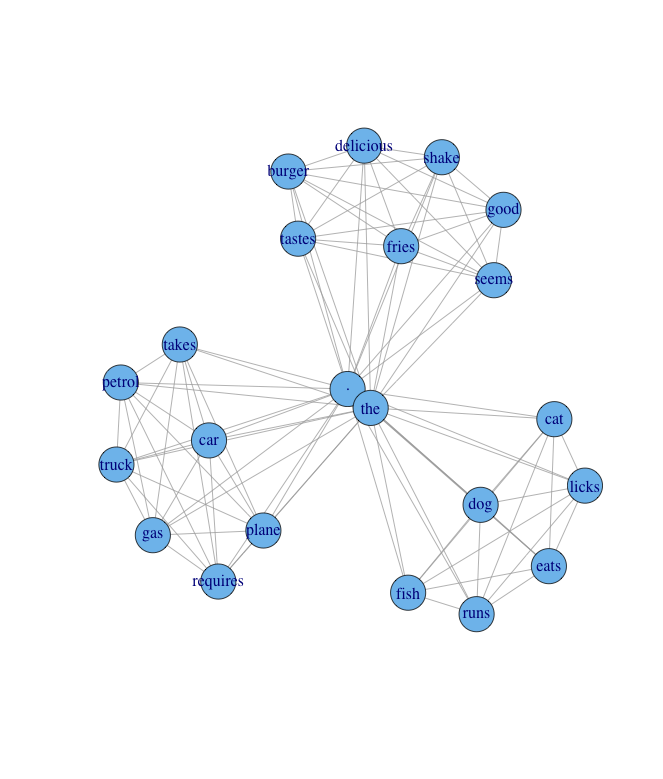 delicious
shake
burger
good
tastes
fries
seems
takes
petrol
.
the
cat
car
truck
licks
dog
gas
plane
eats
requires
fish
runs